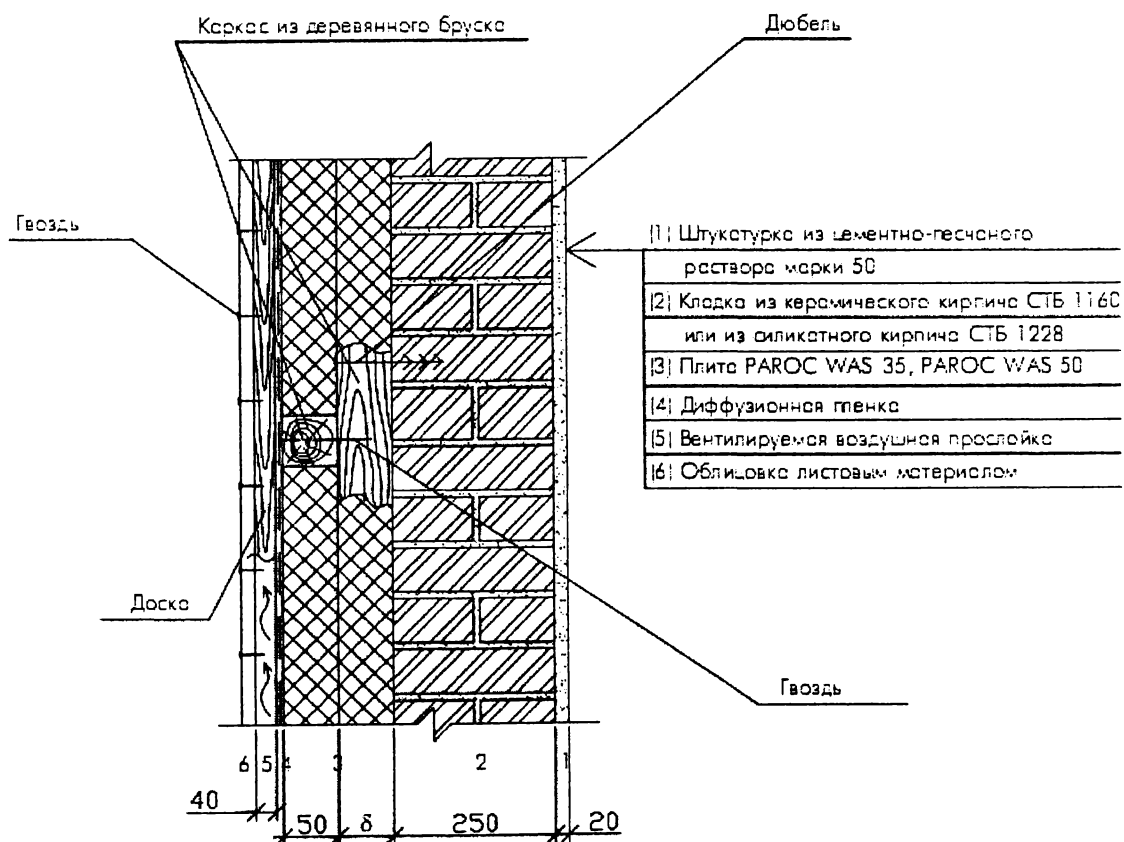 Каркас из деревянного бруска
Дюбель
Гвоздь
(1) Штукатурка из цементно-песчаного
раствора марки 50
(2) Кладка из керамического кирпича СТБ 1160
или из силикатного кирпича СТБ 1228
(3) Плита PAROC WAS 35, PAROC WAS 50
(4) Диффузионная пленка
(5) Вентилируемая воздушная прослойка
(6) Облицовка листовым материалом
Доска
Гвоздь
6 5 4 3 2 1
40
50 δ 250 20